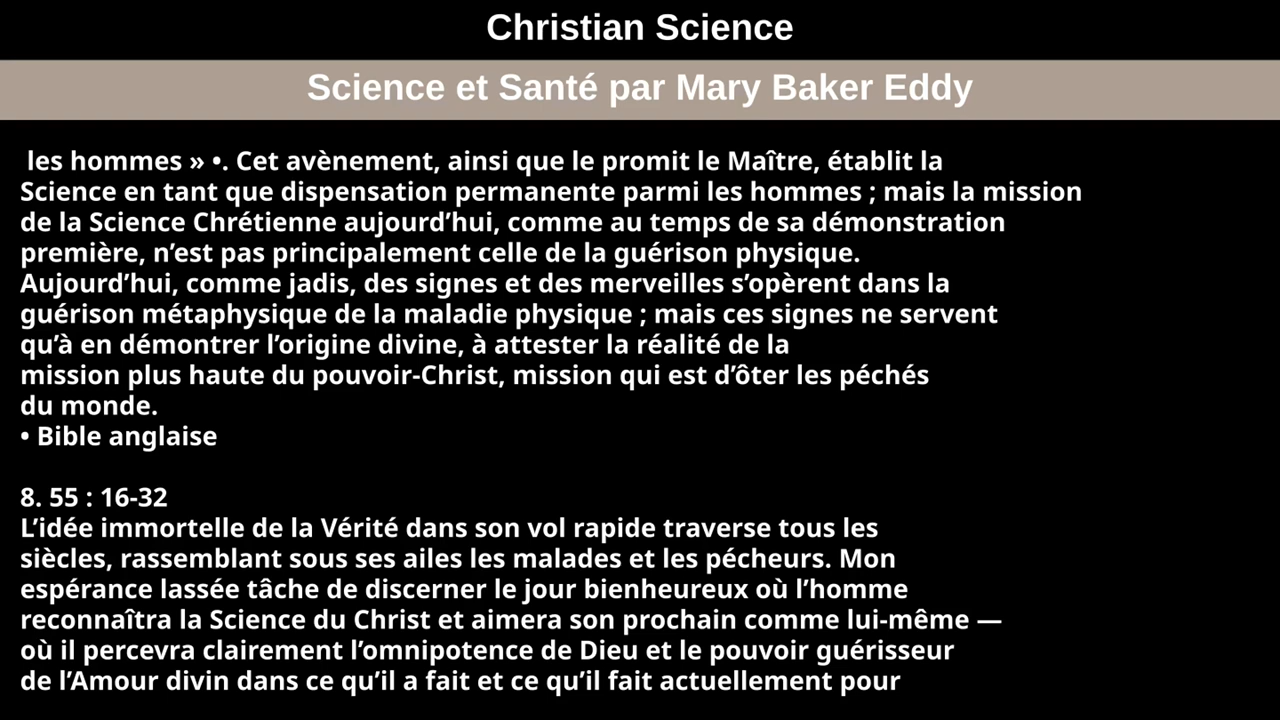 Christian Science
Science et Santé par Mary Baker Eddy
les hommes » •. Cet avènement, ainsi que le promit le Maître, établit la
Science en tant que dispensation permanente parmi les hommes ; mais la mission
de la Science Chrétienne aujourd’hui, comme au temps de sa démonstration
première, n’est pas principalement celle de la guérison physique.
Aujourd’hui, comme jadis, des signes et des merveilles s’opèrent dans la
guérison métaphysique de la maladie physique ; mais ces signes ne servent
qu’à en démontrer l’origine divine, à attester la réalité de la
mission plus haute du pouvoir-Christ, mission qui est d’ôter les péchés
du monde.
• Bible anglaise
8. 55 : 16-32
L’idée immortelle de la Vérité dans son vol rapide traverse tous les
siècles, rassemblant sous ses ailes les malades et les pécheurs. Mon
espérance lassée tâche de discerner le jour bienheureux où l’homme
reconnaîtra la Science du Christ et aimera son prochain comme lui-même —
où il percevra clairement l’omnipotence de Dieu et le pouvoir guérisseur
de l’Amour divin dans ce qu’il a fait et ce qu’il fait actuellement pour